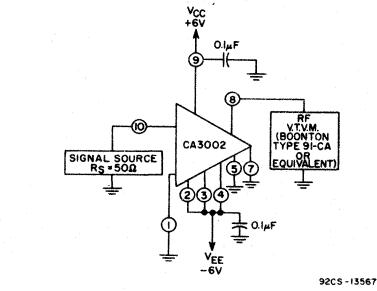 VCC
+6V
0.1µF
9
8
10
CA3002
RF
V.T.V.M.
(BOONTON
TYPE 91-CA
OR
EQUIVALENT)
SIGNAL SOURCE
RS = 50Ω
5
7
2
3
4
1
0.1µF
VEE
-6V
92CS-13567